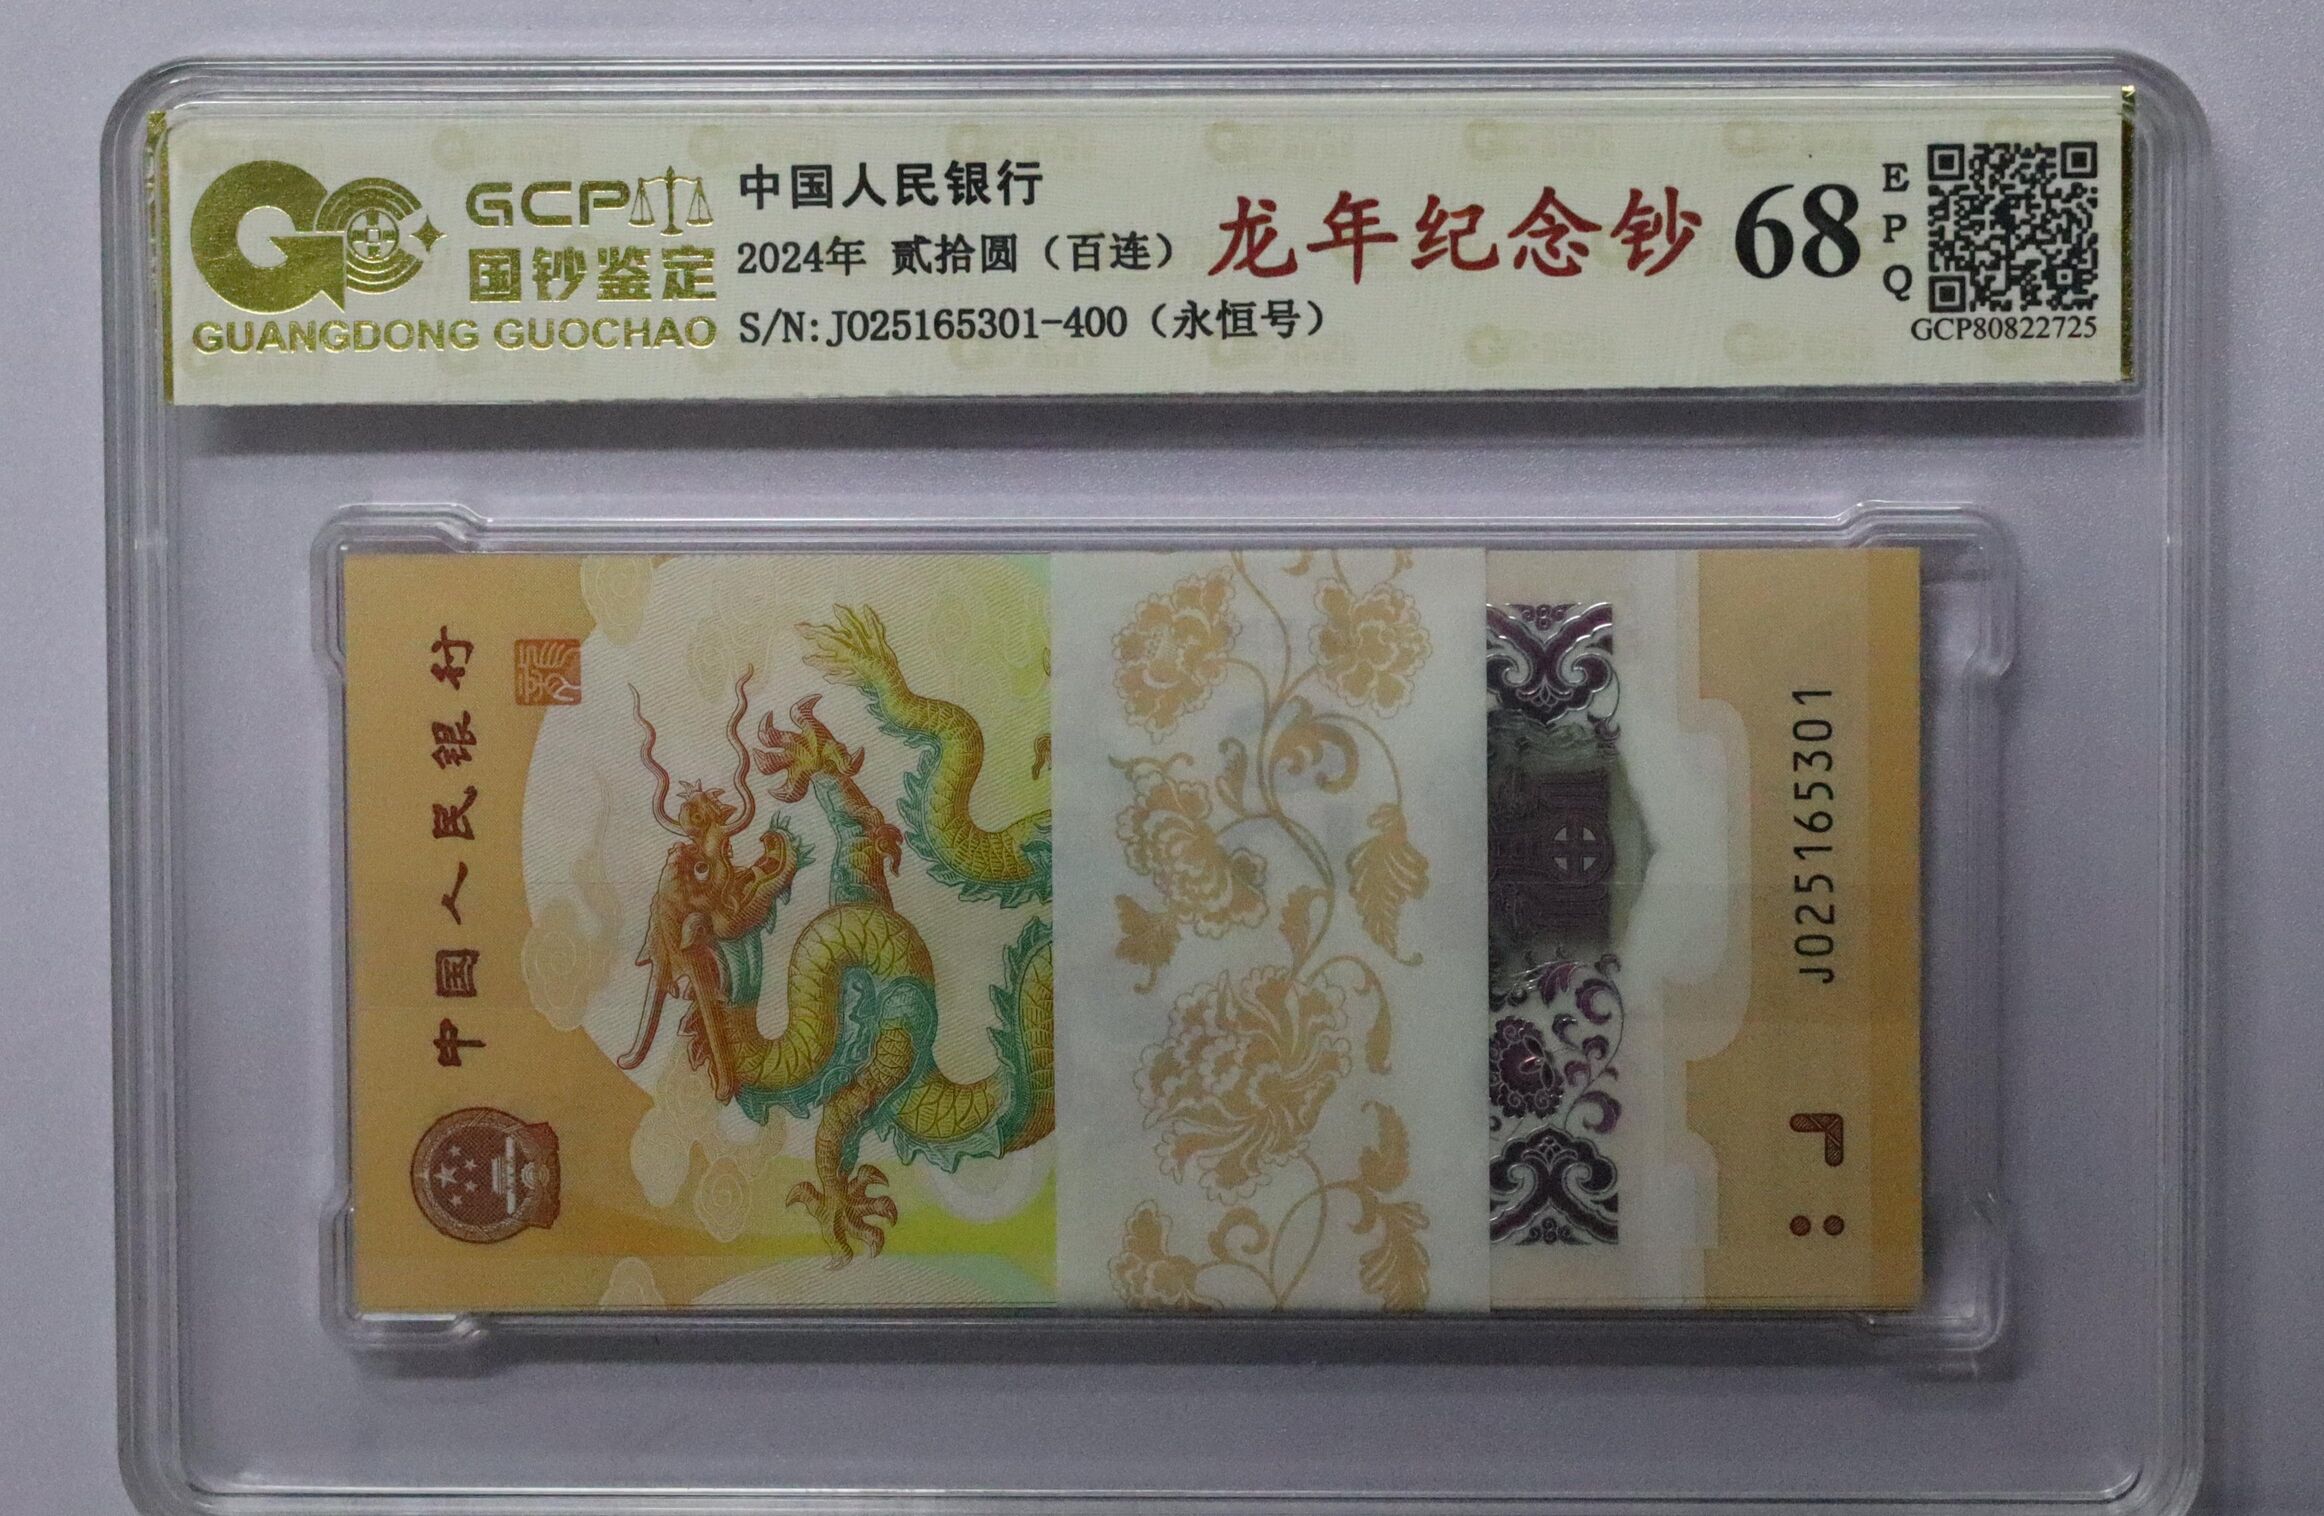 GCP
国钞鉴定
GUANGDONG GUOCHAO
中国人民银行
2024年 贰拾圆（百连）
S/N:J025165301-400（永恒号）
龙年纪念钞
68
EPQ
GCP80822725
中国人民银行
J025165301